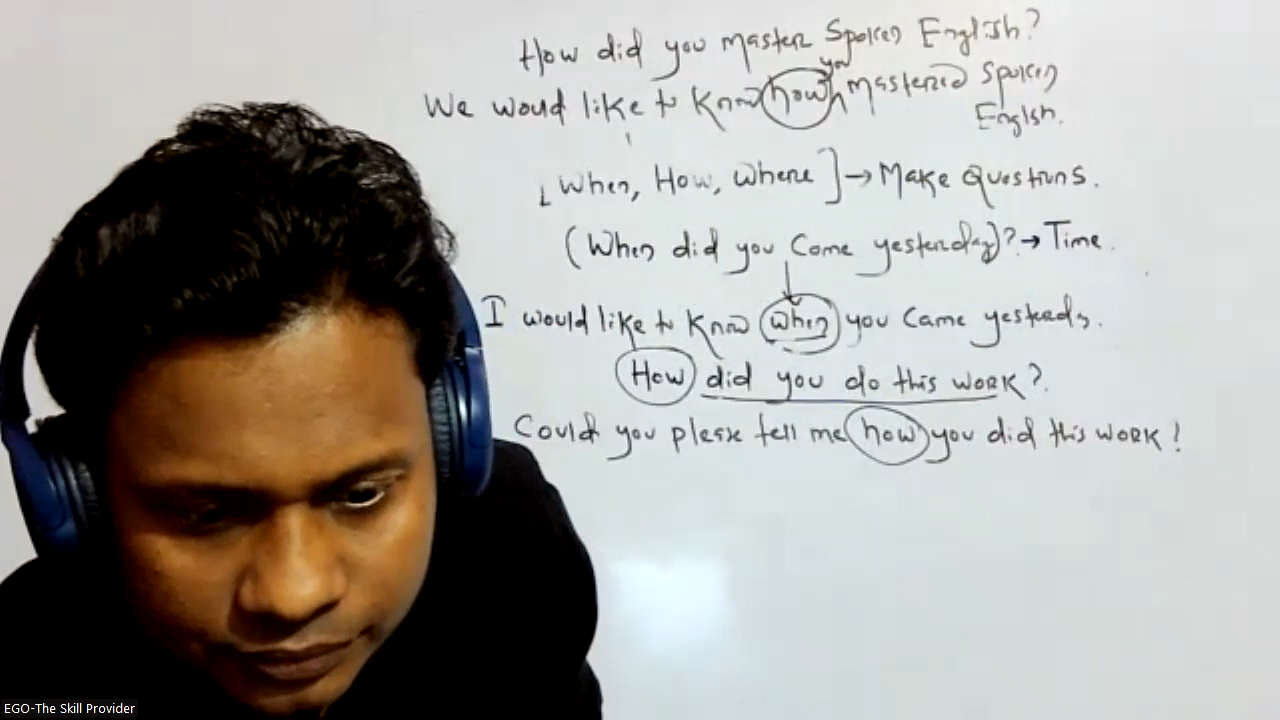 How did you master Spoken English?
We would like to know how you mastered Spoken
English.
[When, How, Where] → Make Questions.
(When did you Come yesterday)? → Time.
I would like to know when you Came yesterday.
How did you do this work?
Could you please tell me how you did this work?
EGO-The Skill Provider